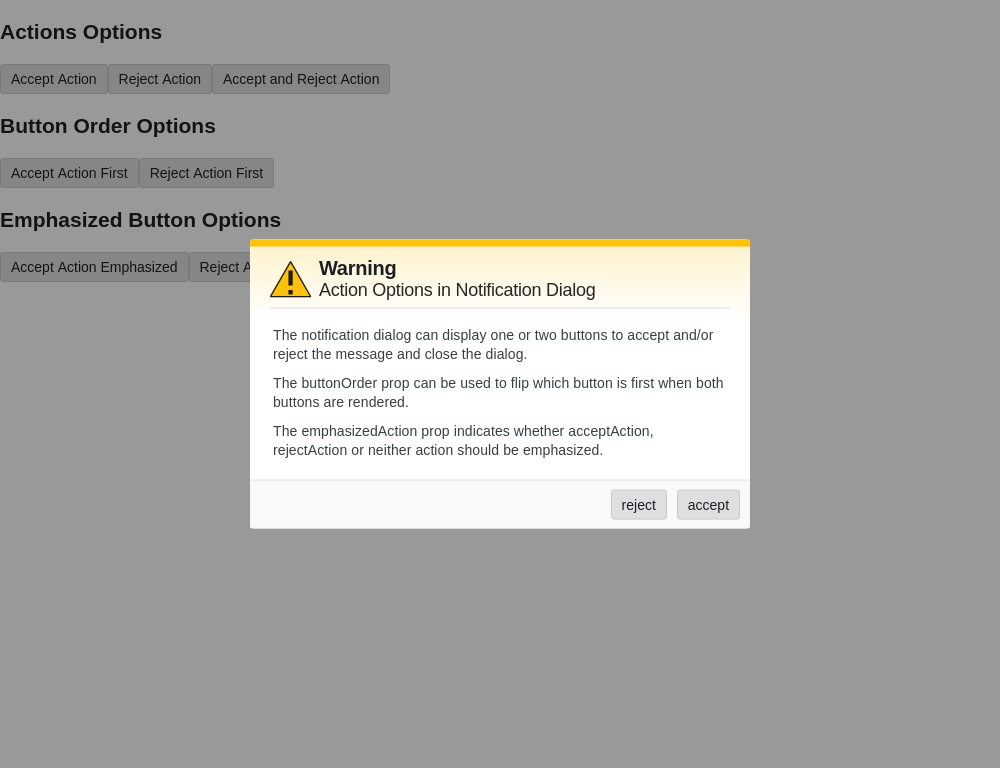 Actions Options
Accept Action Reject Action Accept and Reject Action
Button Order Options
Accept Action First Reject Action First
Emphasized Button Options
Accept Action Emphasized Reject
Warning
Action Options in Notification Dialog
The notification dialog can display one or two buttons to accept and/or
reject the message and close the dialog.
The buttonOrder prop can be used to flip which button is first when both
buttons are rendered.
The emphasizedAction prop indicates whether acceptAction,
rejectAction or neither action should be emphasized.
reject accept